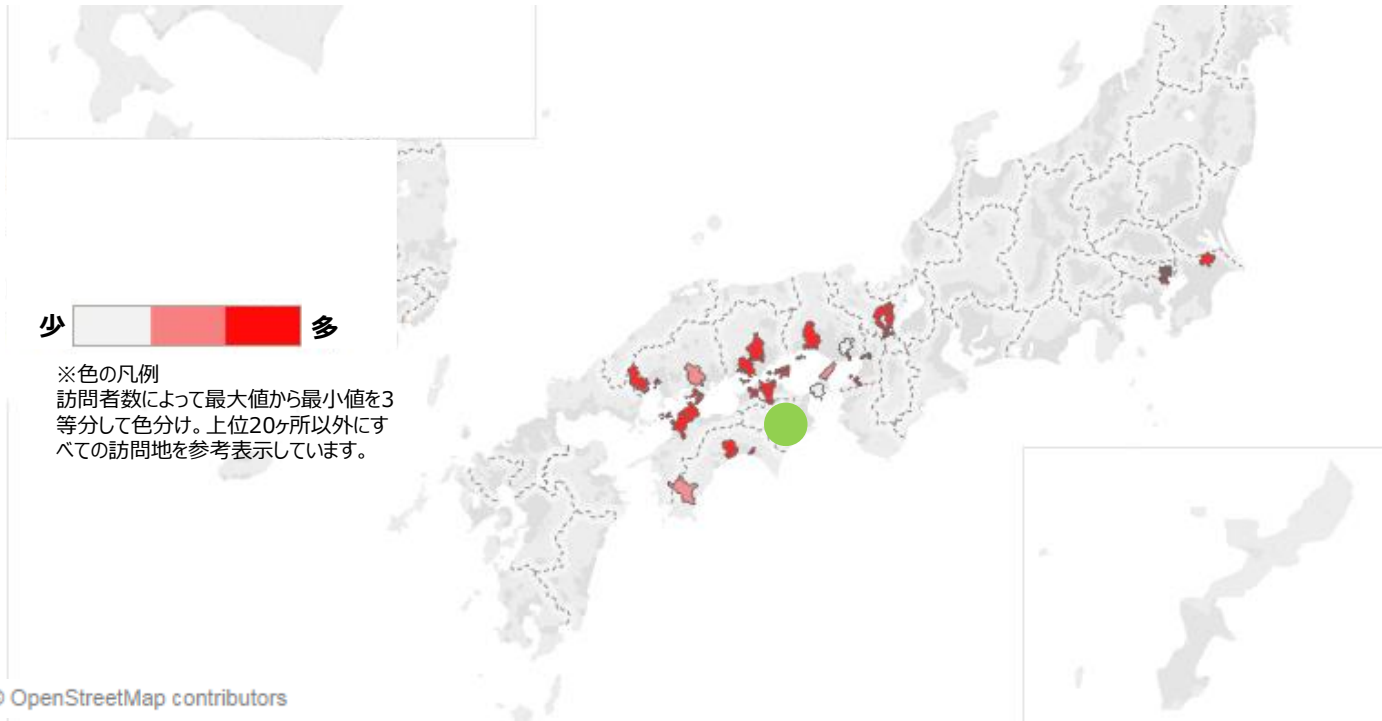 少
多
※色の凡例
訪問者数によって最大値から最小値を3
等分して色分け。上位20ヶ所以外にす
べての訪問地を参考表示しています。
© OpenStreetMap contributors